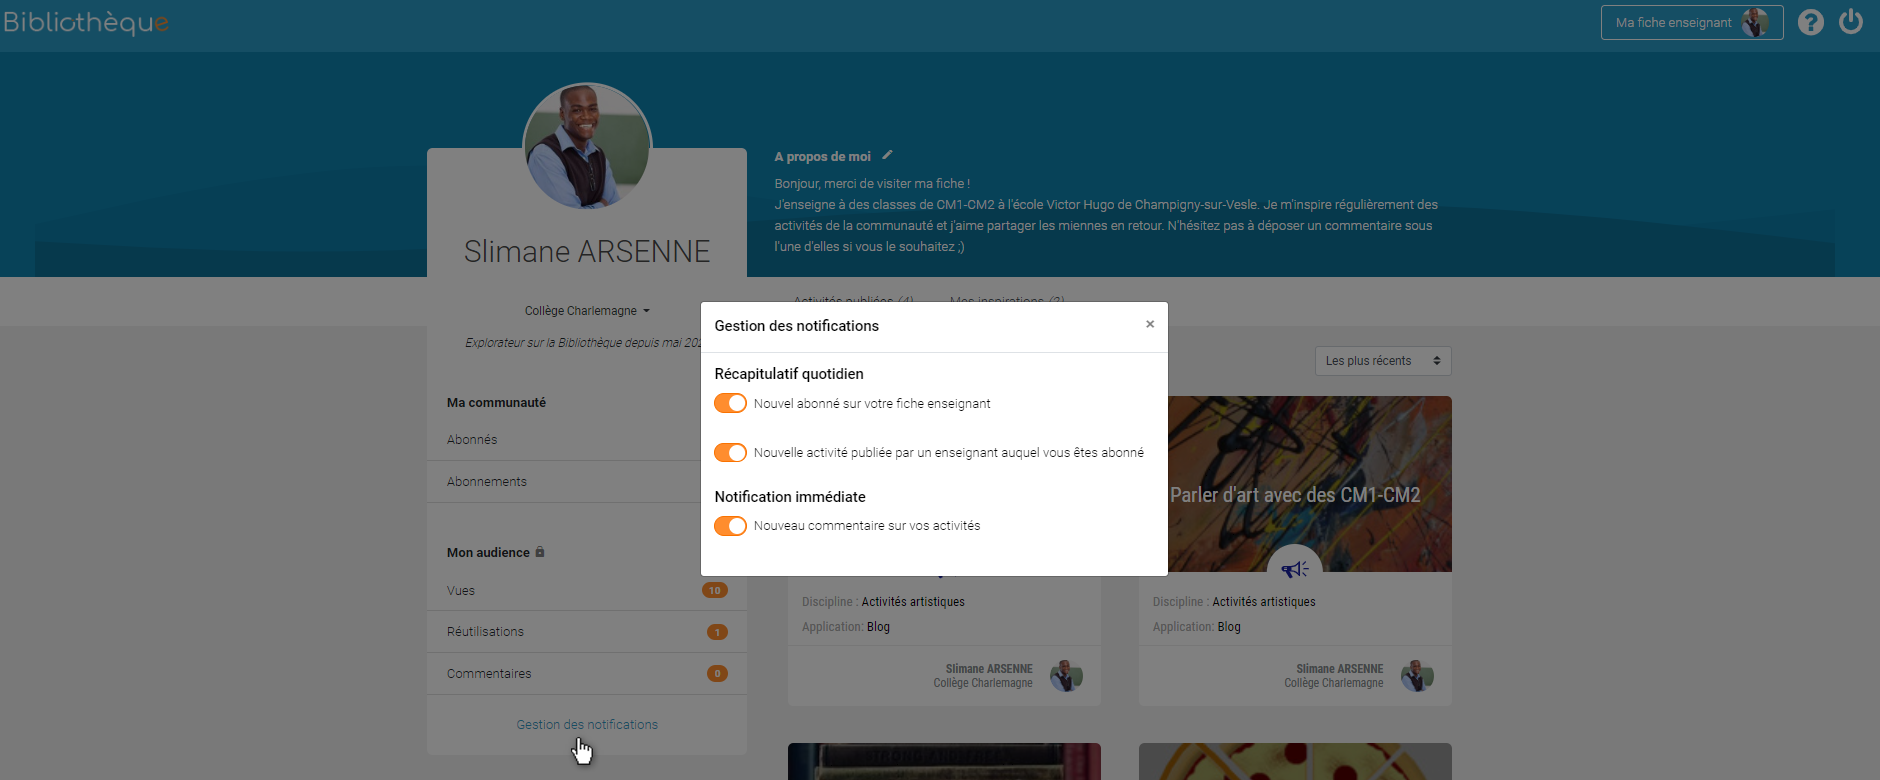 Bibliothèque
Ma fiche enseignant
A propos de moi
Bonjour, merci de visiter ma fiche !
J'enseigne à des classes de CM1-CM2 à l'école Victor Hugo de Champigny-sur-Vesle. Je m'inspire régulièrement des
activités de la communauté et j'aime partager les miennes en retour. N'hésitez pas à déposer un commentaire sous
l'une d'elles si vous le souhaitez ;)
Slimane ARSENNE
Collège Charlemagne
Explorateur sur la Bibliothèque depuis mai
Ma communauté
Abonnés
Abonnements
Mon audience
Vues 10
Réutilisations 1
Commentaires 0
Gestion des notifications
Activités publiées (4) Mes inspirations (2)
Les plus récents
Gestion des notifications ×
Récapitulatif quotidien
Nouvel abonné sur votre fiche enseignant
Nouvelle activité publiée par un enseignant auquel vous êtes abonné
Notification immédiate
Nouveau commentaire sur vos activités
Discipline : Activités artistiques
Application: Blog
Slimane ARSENNE
Collège Charlemagne
Parler d'art avec des CM1-CM2
Discipline : Activités artistiques
Application: Blog
Slimane ARSENNE
Collège Charlemagne